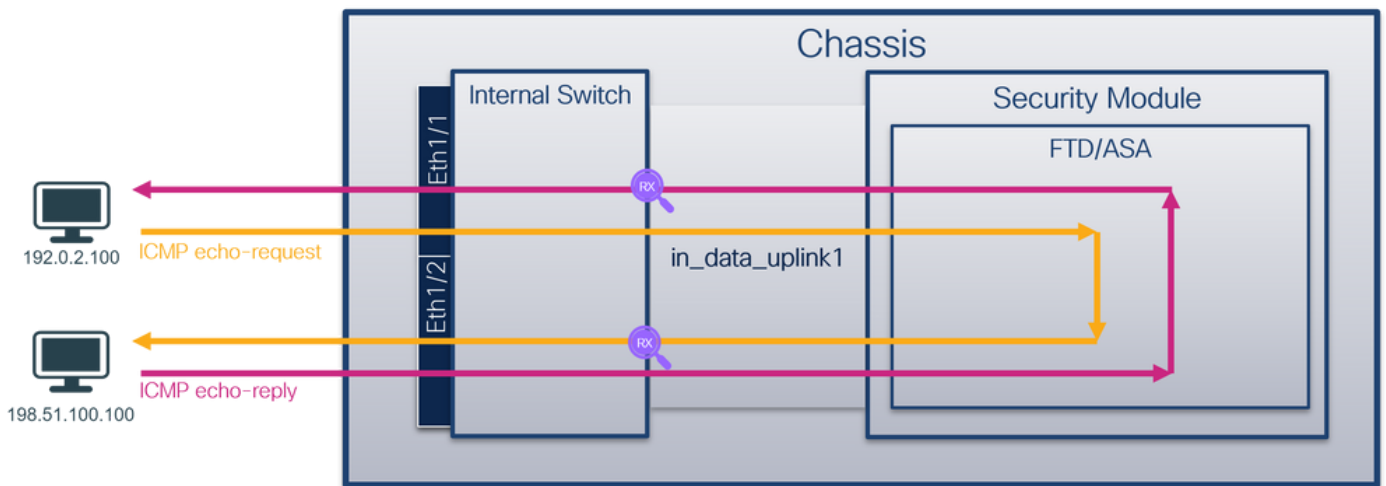 Chassis
Internal Switch
Security Module
FTD/ASA
Eth1/1
RX
192.0.2.100
ICMP echo-request
in_data_uplink1
Eth1/2
RX
198.51.100.100
ICMP echo-reply